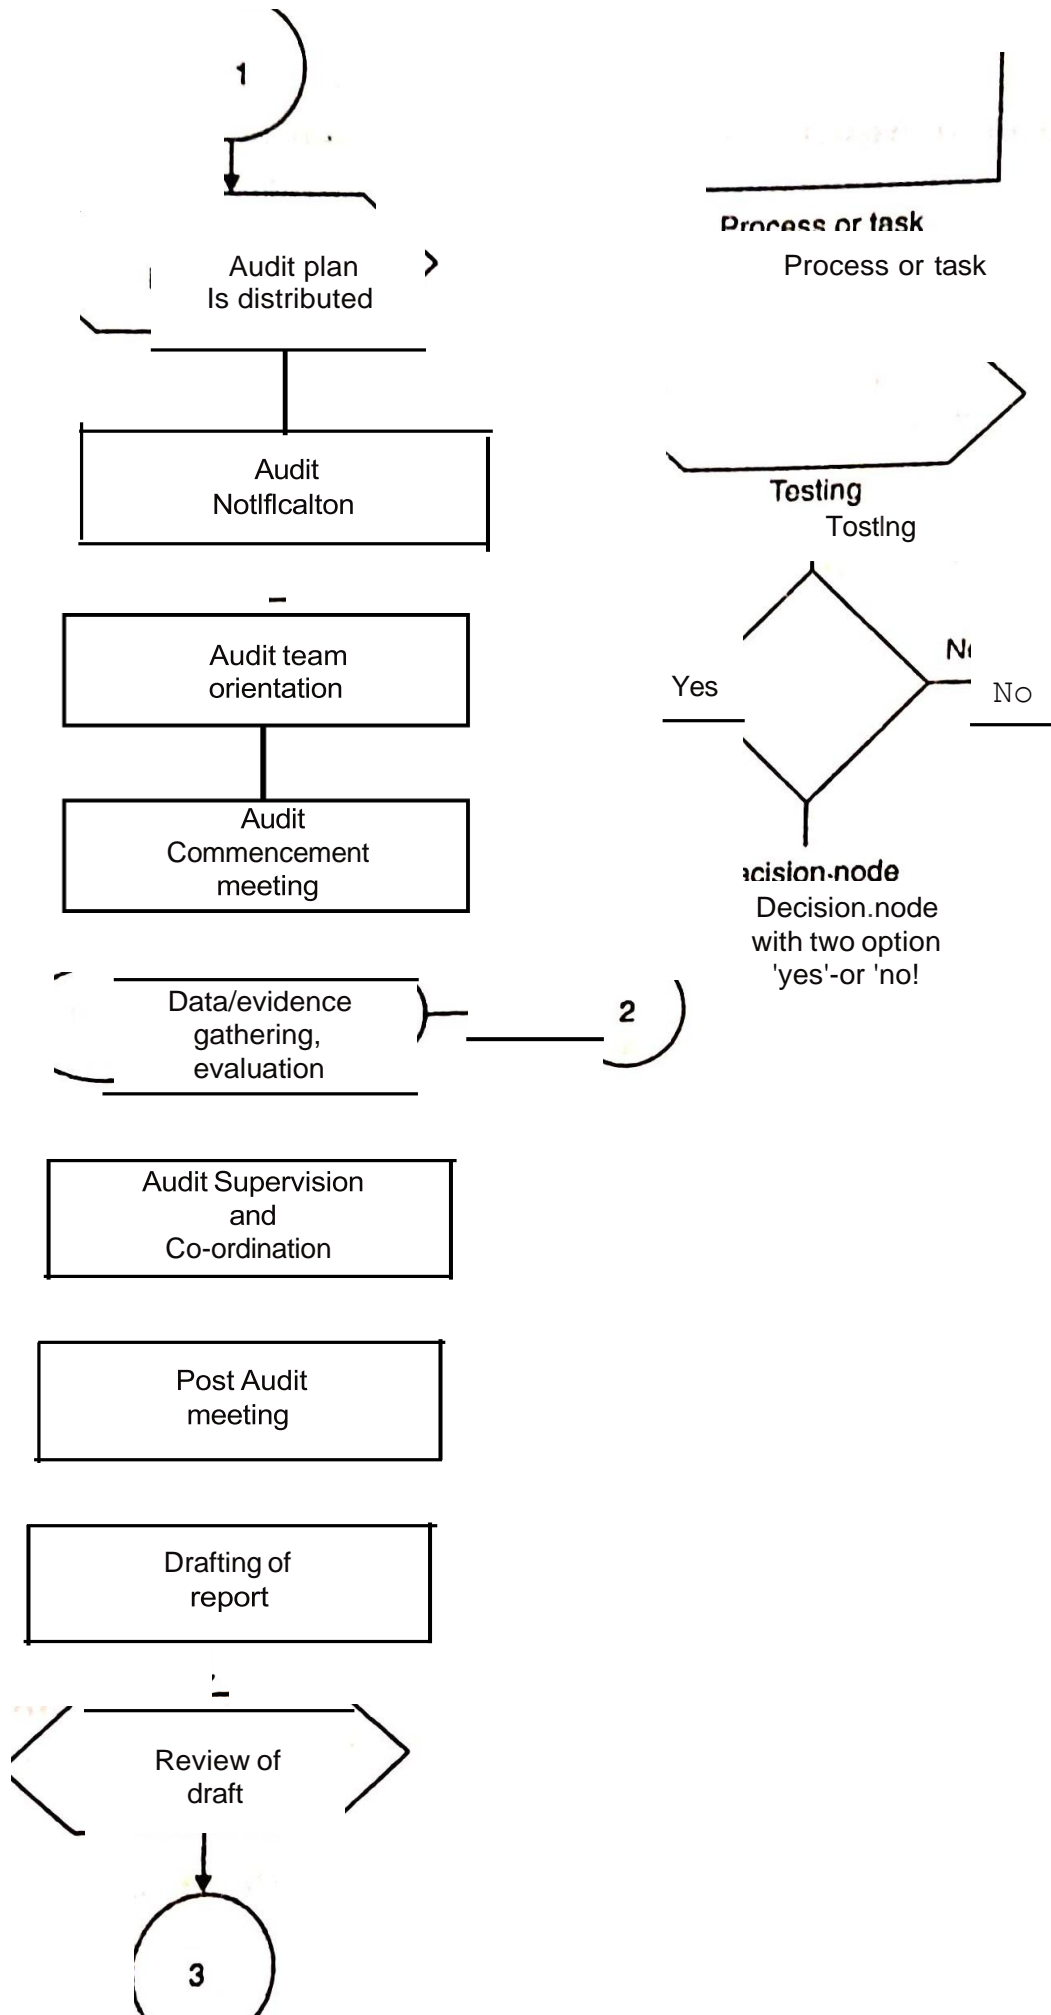 1
Audit plan
Is distributed
Audit
Notlflcalton
Audit team
orientation
Audit
Commencement
meeting
Data/evidence
gathering,
evaluation
2
Audit Supervision
and
Co-ordination
Post Audit
meeting
Drafting of
report
Review of
draft
3
Process or task
Process or task
Testing
Tostlng
Yes
No
acision.node
Decision.node
with two option
'yes'-or 'no!